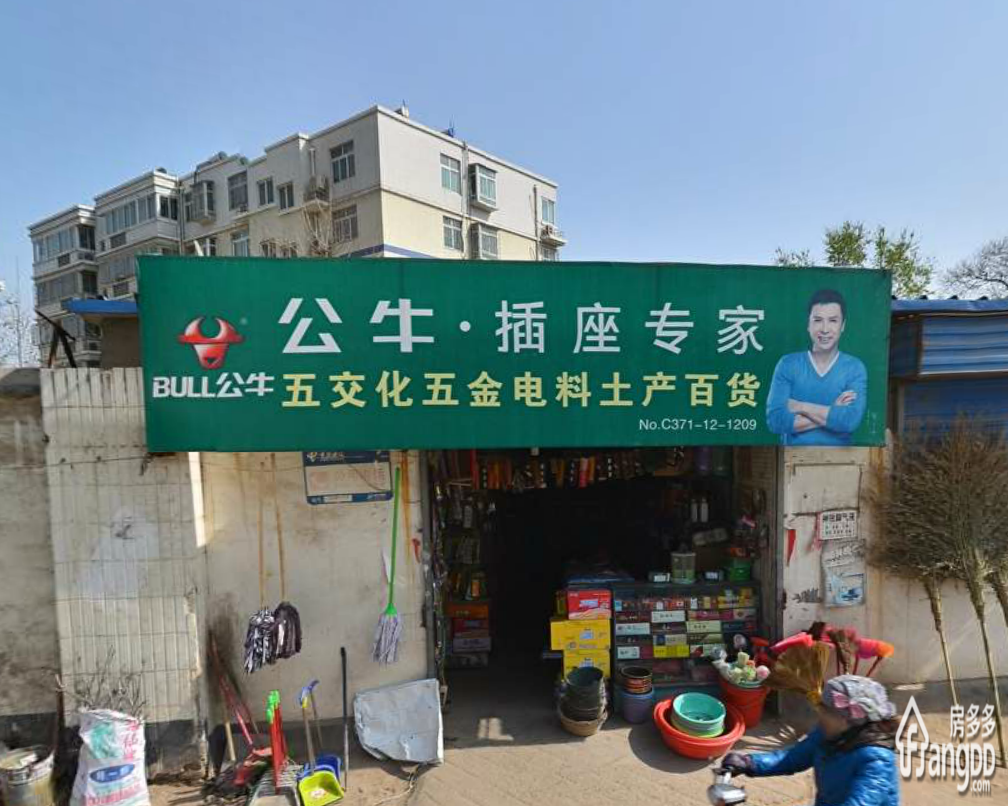 公牛·插座专家
BULL公牛
五交化五金电料土产百货
No.C371-12-1209
房多多
fangDD
.com